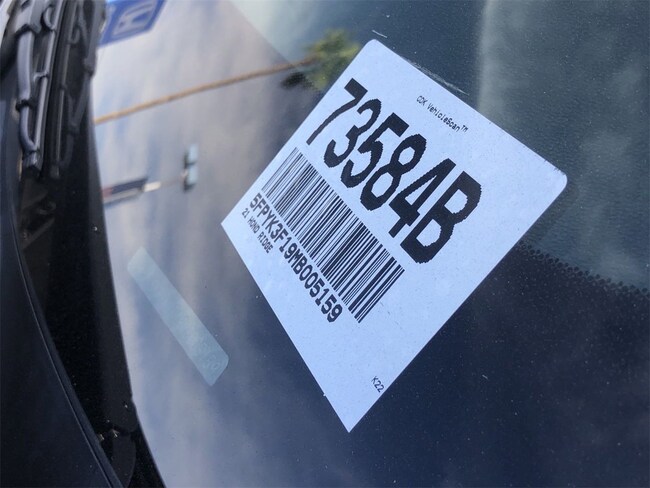 CDK VehicleScan™
73584B
5FPYK3F19MB005159
21 HOND RIDGE
K22